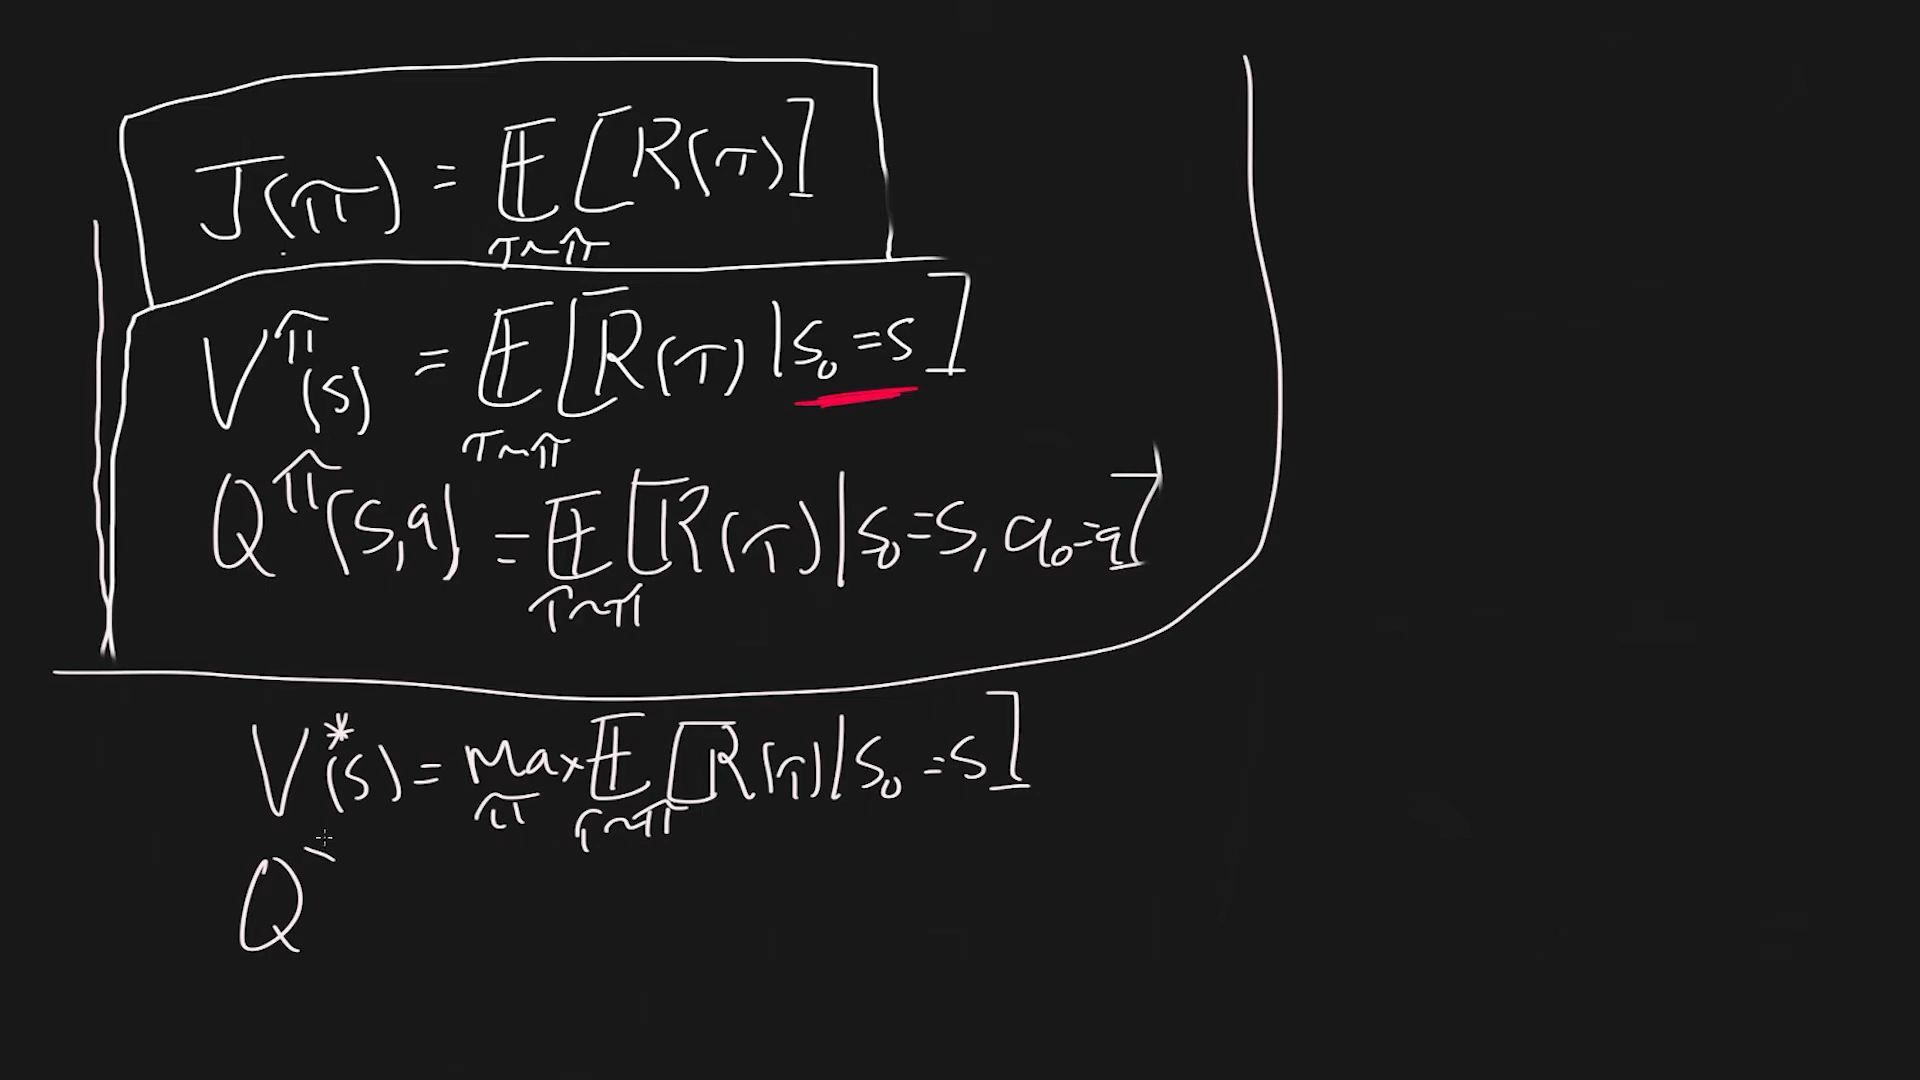 J(π) = 𝔼 [R(τ)]
τ~π
V^π(s) = 𝔼 [R(τ) | s₀ = s]
τ~π
Q^π(s,a) = 𝔼 [R(τ) | s₀ = s, a₀ = a]
τ~π
V*(s) = max 𝔼 [R(τ) | s₀ = s]
π τ~π
Q